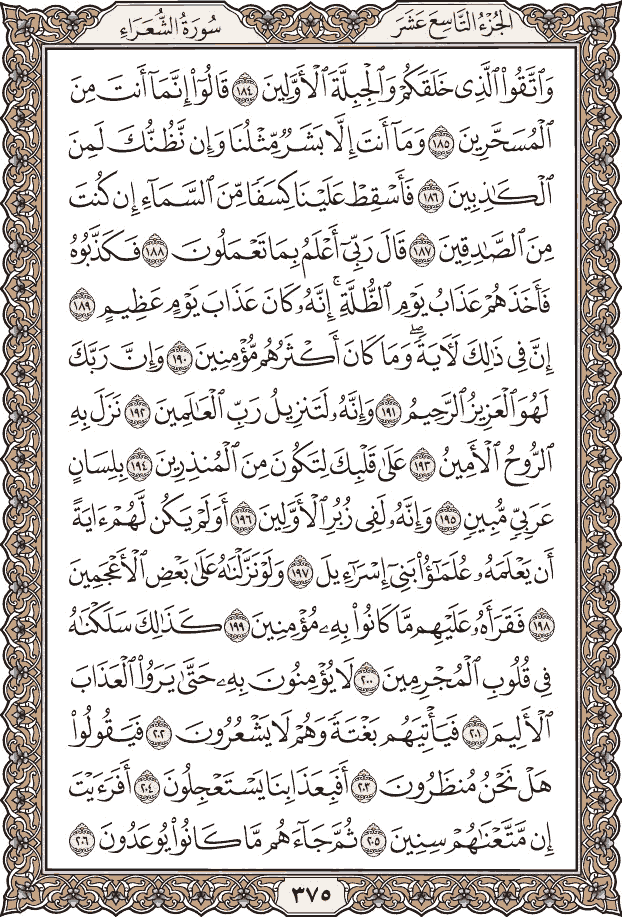 الجُزْءُ التَّاسِعَ عَشَرَ
سُورَةُ الشُّعَرَاءِ
وَٱتَّقُوا۟ ٱلَّذِى خَلَقَكُمْ وَٱلْجِبِلَّةَ ٱلْأَوَّلِينَ ١٨٤ قَالُوٓا۟ إِنَّمَآ أَنتَ مِنَ
ٱلْمُسَحَّرِينَ ١٨٥ وَمَآ أَنتَ إِلَّا بَشَرٌ مِّثْلُنَا وَإِن نَّظُنُّكَ لَمِنَ
ٱلْكَـٰذِبِينَ ١٨٦ فَأَسْقِطْ عَلَيْنَا كِسَفًا مِّنَ ٱلسَّمَآءِ إِن كُنتَ
مِنَ ٱلصَّـٰدِقِينَ ١٨٧ قَالَ رَبِّىٓ أَعْلَمُ بِمَا تَعْمَلُونَ ١٨٨ فَكَذَّبُوهُ
فَأَخَذَهُمْ عَذَابُ يَوْمِ ٱلظُّلَّةِ ۚ إِنَّهُۥ كَانَ عَذَابَ يَوْمٍ عَظِيمٍ ١٨٩
إِنَّ فِى ذَٰلِكَ لَـَٔايَةً ۖ وَمَا كَانَ أَكْثَرُهُم مُّؤْمِنِينَ ١٩٠ وَإِنَّ رَبَّكَ
لَهُوَ ٱلْعَزِيزُ ٱلرَّحِيمُ ١٩١ وَإِنَّهُۥ لَتَنزِيلُ رَبِّ ٱلْعَـٰلَمِينَ ١٩٢ نَزَلَ بِهِ
ٱلرُّوحُ ٱلْأَمِينُ ١٩٣ عَلَىٰ قَلْبِكَ لِتَكُونَ مِنَ ٱلْمُنذِرِينَ ١٩٤ بِلِسَانٍ
عَرَبِىٍّ مُّبِينٍ ١٩٥ وَإِنَّهُۥ لَفِى زُبُرِ ٱلْأَوَّلِينَ ١٩٦ أَوَلَمْ يَكُن لَّهُمْ ءَايَةً
أَن يَعْلَمَهُۥ عُلَمَـٰٓؤُا۟ بَنِىٓ إِسْرَٰٓءِيلَ ١٩٧ وَلَوْ نَزَّلْنَـٰهُ عَلَىٰ بَعْضِ ٱلْأَعْجَمِينَ
١٩٨ فَقَرَأَهُۥ عَلَيْهِم مَّا كَانُوا۟ بِهِۦ مُؤْمِنِينَ ١٩٩ كَذَٰلِكَ سَلَكْنَـٰهُ
فِى قُلُوبِ ٱلْمُجْرِمِينَ ٢٠٠ لَا يُؤْمِنُونَ بِهِۦ حَتَّىٰ يَرَوُا۟ ٱلْعَذَابَ
ٱلْأَلِيمَ ٢٠١ فَيَأْتِيَهُم بَغْتَةً وَهُمْ لَا يَشْعُرُونَ ٢٠٢ فَيَقُولُوا۟
هَلْ نَحْنُ مُنظَرُونَ ٢٠٣ أَفَبِعَذَابِنَا يَسْتَعْجِلُونَ ٢٠٤ أَفَرَءَيْتَ
إِن مَّتَّعْنَـٰهُمْ سِنِينَ ٢٠٥ ثُمَّ جَآءَهُم مَّا كَانُوا۟ يُوعَدُونَ ٢٠٦
٣٧٥